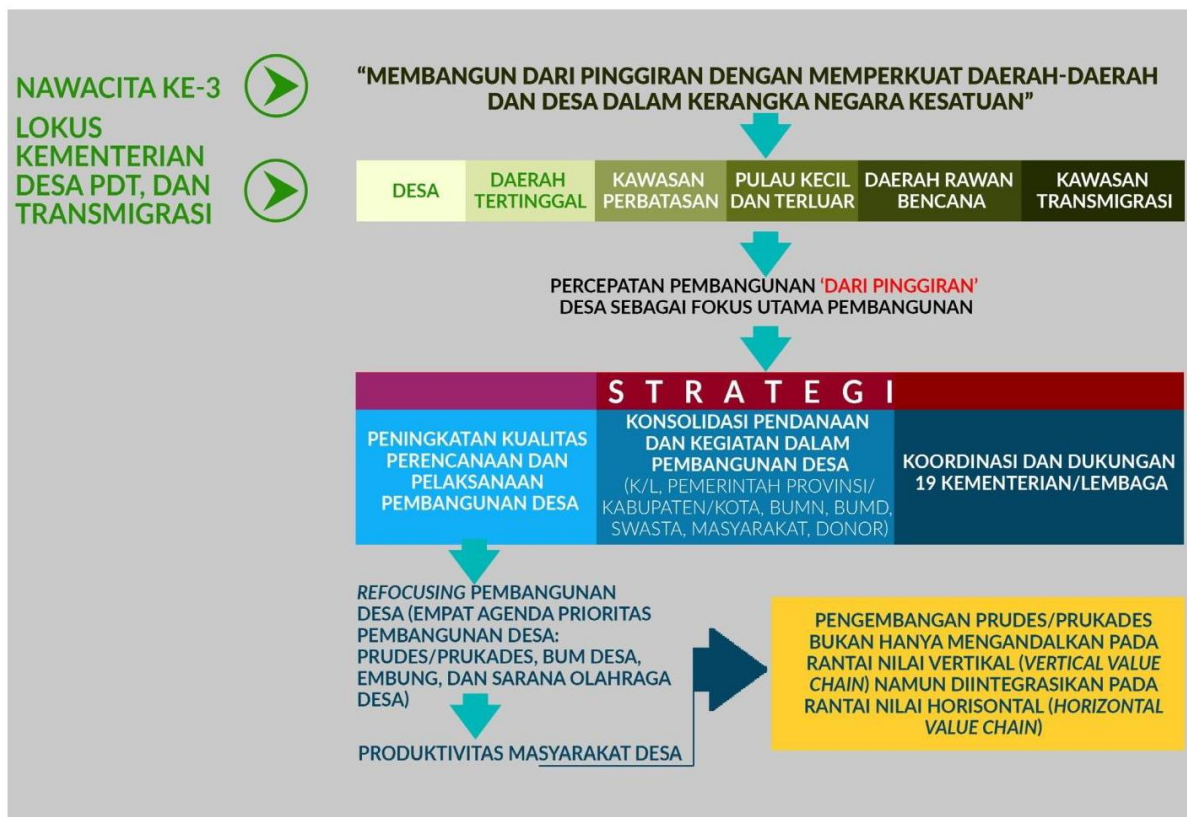 NAWACITA KE-3
“MEMBANGUN DARI PINGGIRAN DENGAN MEMPERKUAT DAERAH-DAERAH
DAN DESA DALAM KERANGKA NEGARA KESATUAN”
LOKUS
KEMENTERIAN
DESA PDT, DAN
TRANSMIGRASI
DESA
DAERAH
TERTINGGAL
KAWASAN
PERBATASAN
PULAU KECIL
DAN TERLUAR
DAERAH RAWAN
BENCANA
KAWASAN
TRANSMIGRASI
PERCEPATAN PEMBANGUNAN ‘DARI PINGGIRAN’
DESA SEBAGAI FOKUS UTAMA PEMBANGUNAN
STRATEGI
PENINGKATAN KUALITAS
PERENCANAAN DAN
PELAKSANAAN
PEMBANGUNAN DESA
KONSOLIDASI PENDANAAN
DAN KEGIATAN DALAM
PEMBANGUNAN DESA
(K/L, PEMERINTAH PROVINSI/
KABUPATEN/KOTA, BUMN, BUMD,
SWASTA, MASYARAKAT, DONOR)
KOORDINASI DAN DUKUNGAN
19 KEMENTERIAN/LEMBAGA
REFOCUSING PEMBANGUNAN
DESA (EMPAT AGENDA PRIORITAS
PEMBANGUNAN DESA:
PRUDES/PRUKADES, BUM DESA,
EMBUNG, DAN SARANA OLAHRAGA
DESA)
PRODUKTIVITAS MASYARAKAT DESA
PENGEMBANGAN PRUDES/PRUKADES
BUKAN HANYA MENGANDALKAN PADA
RANTAI NILAI VERTIKAL (VERTICAL VALUE
CHAIN) NAMUN DIINTEGRASIKAN PADA
RANTAI NILAI HORISONTAL (HORIZONTAL
VALUE CHAIN)